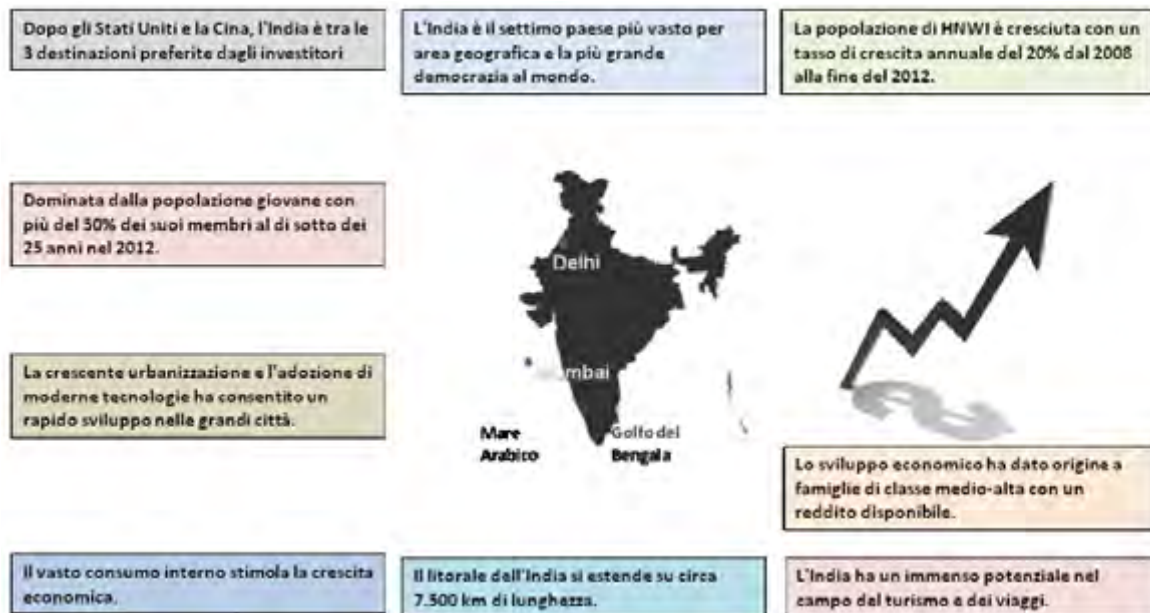 Dopo gli Stati Uniti e la Cina, l'India è tra le
3 destinazioni preferite dagli investitori
L'India è il settimo paese più vasto per
area geografica e la più grande
democrazia al mondo.
La popolazione di HNWI è cresciuta con un
tasso di crescita annuale del 20% dal 2008
alla fine del 2012.
Dominata dalla popolazione giovane con
più del 50% dei suoi membri al di sotto dei
25 anni nel 2012.
Delhi
La crescente urbanizzazione e l'adozione di
moderne tecnologie ha consentito un
rapido sviluppo nelle grandi città.
Mumbai
Mare
Arabico
Golfo del
Bengala
Lo sviluppo economico ha dato origine a
famiglie di classe medio-alta con un
reddito disponibile.
Il vasto consumo interno stimola la crescita
economica.
Il litorale dell'India si estende su circa
7.500 km di lunghezza.
L'India ha un immenso potenziale nel
campo del turismo e dei viaggi.